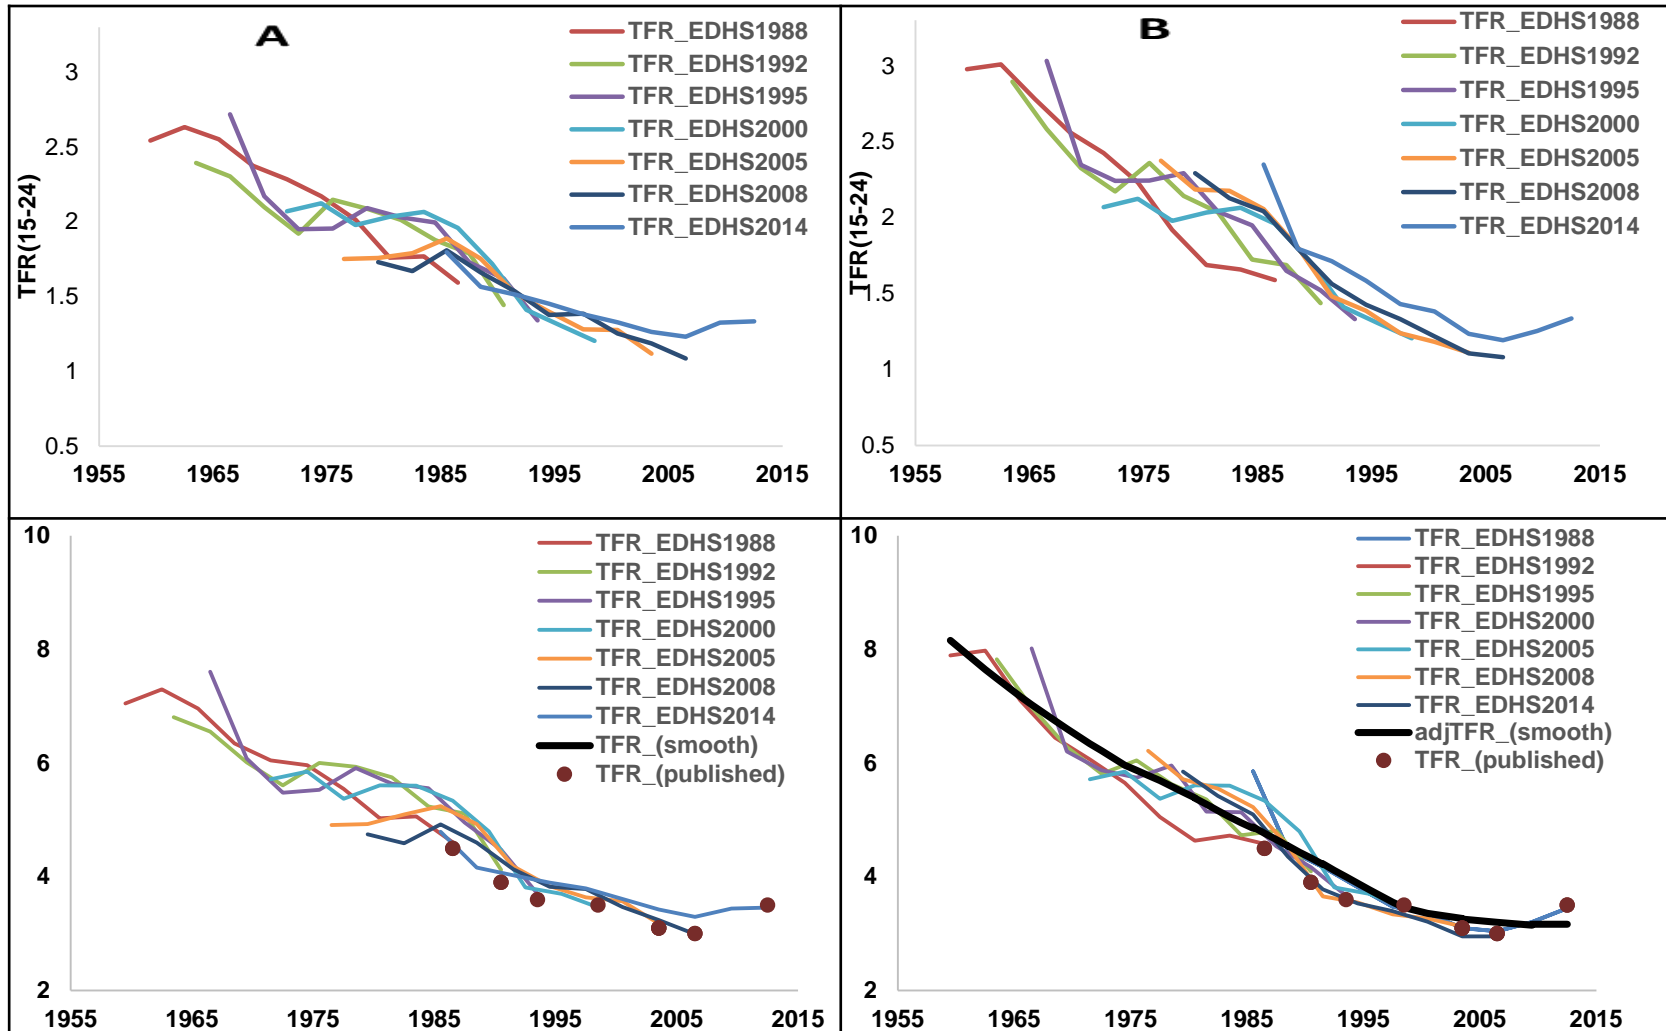 A
TFR_EDHS1988
TFR_EDHS1992
TFR_EDHS1995
TFR_EDHS2000
TFR_EDHS2005
TFR_EDHS2008
TFR_EDHS2014
TFR(15-24)
3
2.5
2
1.5
1
0.5
1955 1965 1975 1985 1995 2005 2015
B
TFR_EDHS1988
TFR_EDHS1992
TFR_EDHS1995
TFR_EDHS2000
TFR_EDHS2005
TFR_EDHS2008
TFR_EDHS2014
TFR(15-24)
3
2.5
2
1.5
1
0.5
1955 1965 1975 1985 1995 2005 2015
TFR_EDHS1988
TFR_EDHS1992
TFR_EDHS1995
TFR_EDHS2000
TFR_EDHS2005
TFR_EDHS2008
TFR_EDHS2014
TFR_(smooth)
TFR_(published)
10
8
6
4
2
1955 1965 1975 1985 1995 2005 2015
TFR_EDHS1988
TFR_EDHS1992
TFR_EDHS1995
TFR_EDHS2000
TFR_EDHS2005
TFR_EDHS2008
TFR_EDHS2014
adjTFR_(smooth)
TFR_(published)
10
8
6
4
2
1955 1965 1975 1985 1995 2005 2015